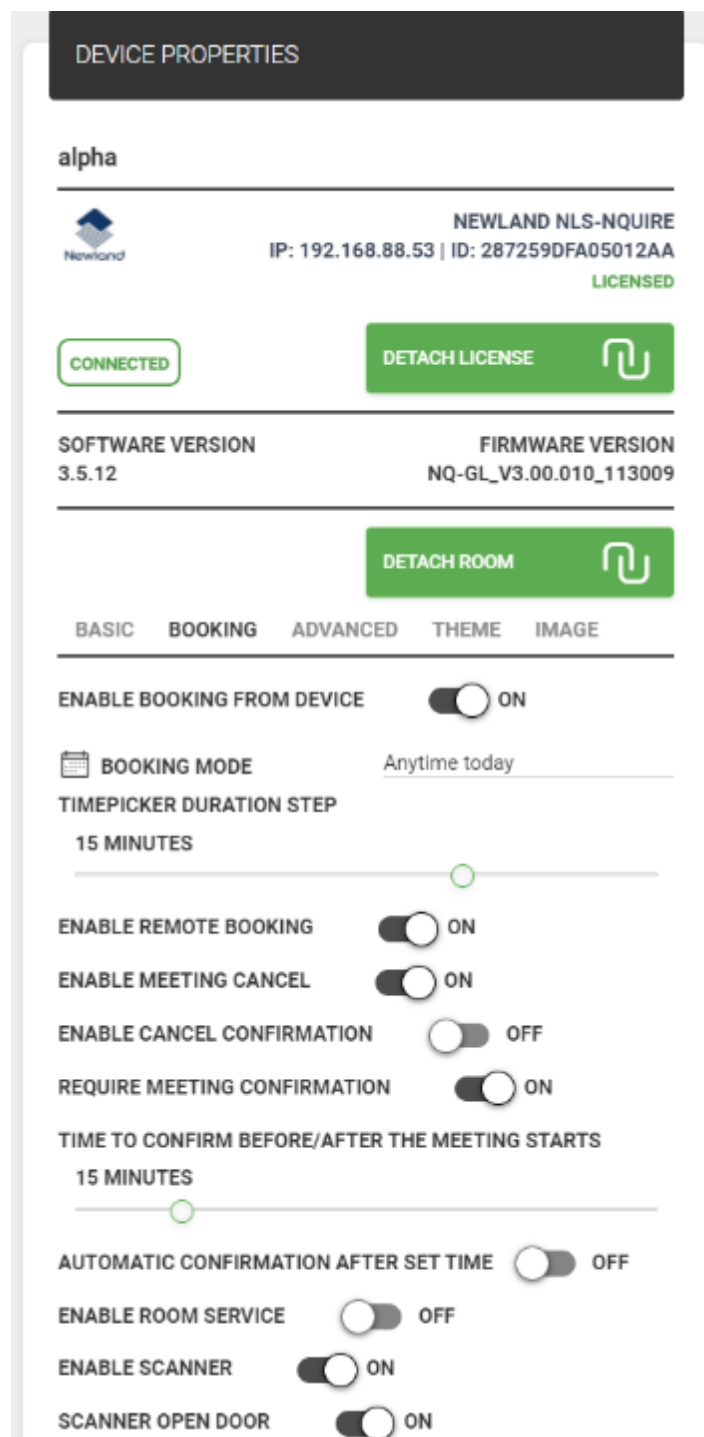 DEVICE PROPERTIES
alpha
Newland
NEWLAND NLS-NQUIRE
IP: 192.168.88.53 | ID: 287259DFA05012AA
LICENSED
CONNECTED
DETACH LICENSE
SOFTWARE VERSION
3.5.12
FIRMWARE VERSION
NQ-GL_V3.00.010_113009
DETACH ROOM
BASIC BOOKING ADVANCED THEME IMAGE
ENABLE BOOKING FROM DEVICE ON
BOOKING MODE Anytime today
TIMEPICKER DURATION STEP
15 MINUTES
ENABLE REMOTE BOOKING ON
ENABLE MEETING CANCEL ON
ENABLE CANCEL CONFIRMATION OFF
REQUIRE MEETING CONFIRMATION ON
TIME TO CONFIRM BEFORE/AFTER THE MEETING STARTS
15 MINUTES
AUTOMATIC CONFIRMATION AFTER SET TIME OFF
ENABLE ROOM SERVICE OFF
ENABLE SCANNER ON
SCANNER OPEN DOOR ON